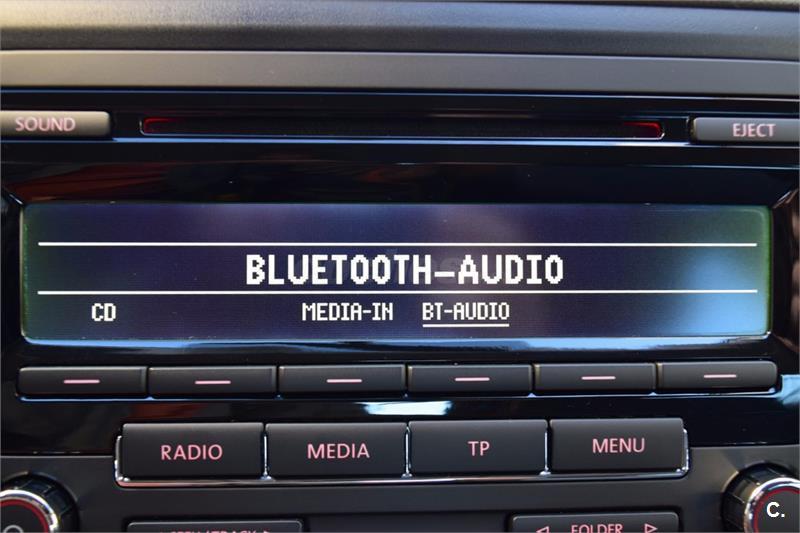 SOUND
EJECT
BLUETOOTH-AUDIO
CD MEDIA-IN BT-AUDIO
RADIO MEDIA TP MENU
FOLDER
C.